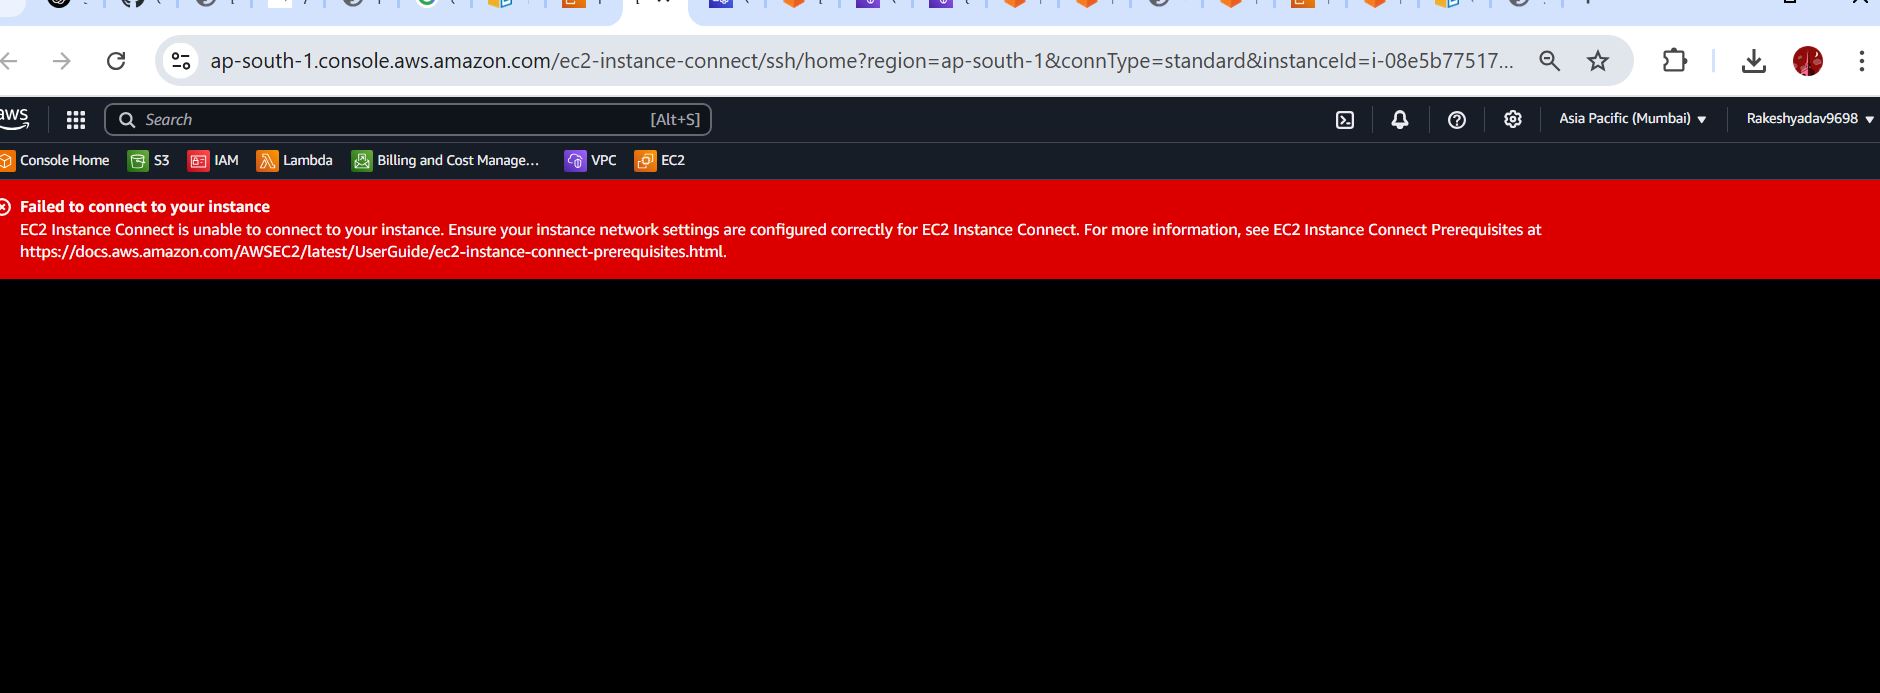 ap-south-1.console.aws.amazon.com/ec2-instance-connect/ssh/home?region=ap-south-1&connType=standard&instanceId=i-08e5b77517...
aws
Search
[Alt+S]
Asia Pacific (Mumbai)
Rakeshyadav9698
Console Home
S3
IAM
Lambda
Billing and Cost Manage...
VPC
EC2
Failed to connect to your instance
EC2 Instance Connect is unable to connect to your instance. Ensure your instance network settings are configured correctly for EC2 Instance Connect. For more information, see EC2 Instance Connect Prerequisites at
https://docs.aws.amazon.com/AWSEC2/latest/UserGuide/ec2-instance-connect-prerequisites.html.